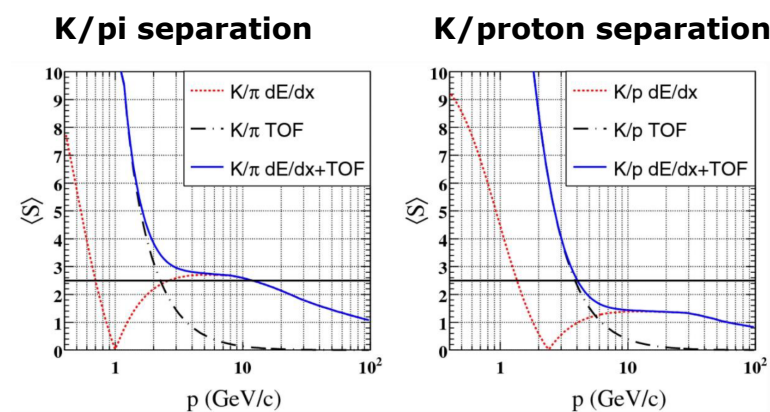 K/pi separation
K/proton separation
10
9
8
7
6
5
4
3
2
1
0
⟨S⟩
K/π dE/dx
K/π TOF
K/π dE/dx+TOF
1
10
10²
p (GeV/c)
10
9
8
7
6
5
4
3
2
1
0
⟨S⟩
K/p dE/dx
K/p TOF
K/p dE/dx+TOF
1
10
10²
p (GeV/c)